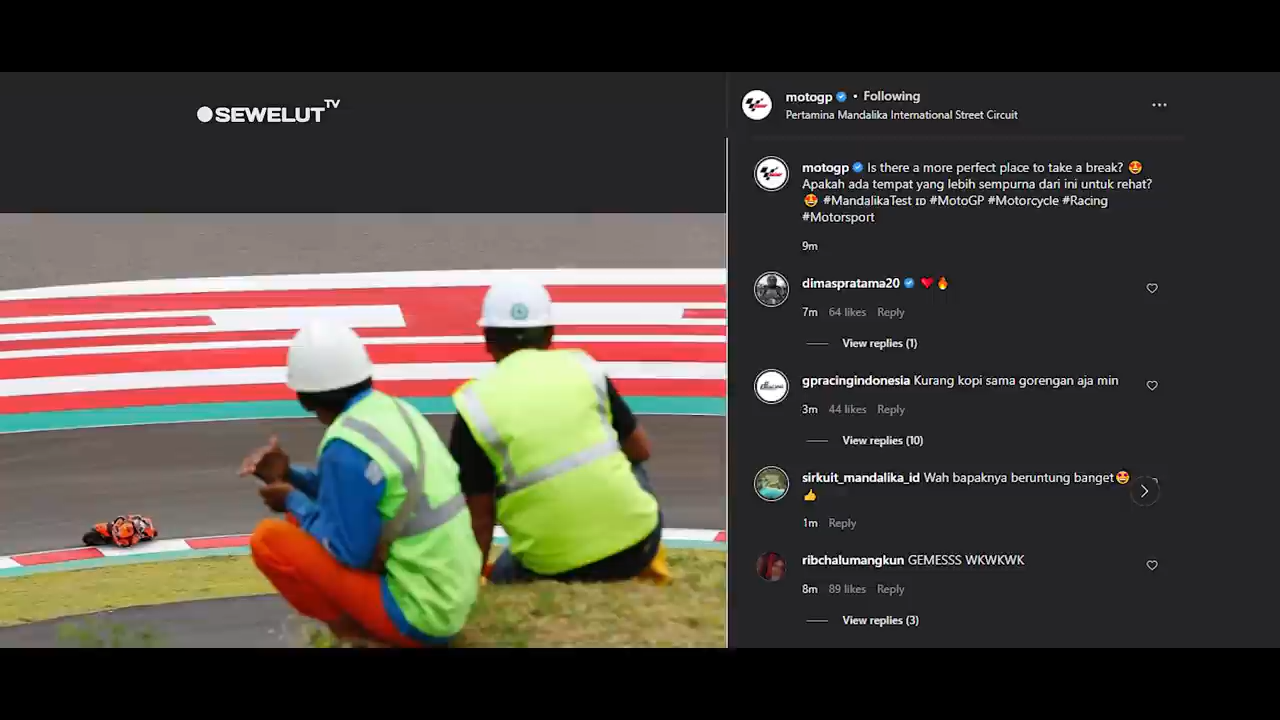 SEWELUT TV
motogp • Following
Pertamina Mandalika International Street Circuit
motogp Is there a more perfect place to take a break? 😍
Apakah ada tempat yang lebih sempurna dari ini untuk rehat?
😍 #MandalikaTest ID #MotoGP #Motorcycle #Racing
#Motorsport
9m
dimaspratama20 ❤️🔥
7m 64 likes Reply
View replies (1)
gpracingindonesia Kurang kopi sama gorengan aja min
3m 44 likes Reply
View replies (10)
sirkuit_mandalika_id Wah bapaknya beruntung banget😍
👍
1m Reply
ribchalumangkun GEMESSS WKWKWK
8m 89 likes Reply
View replies (3)